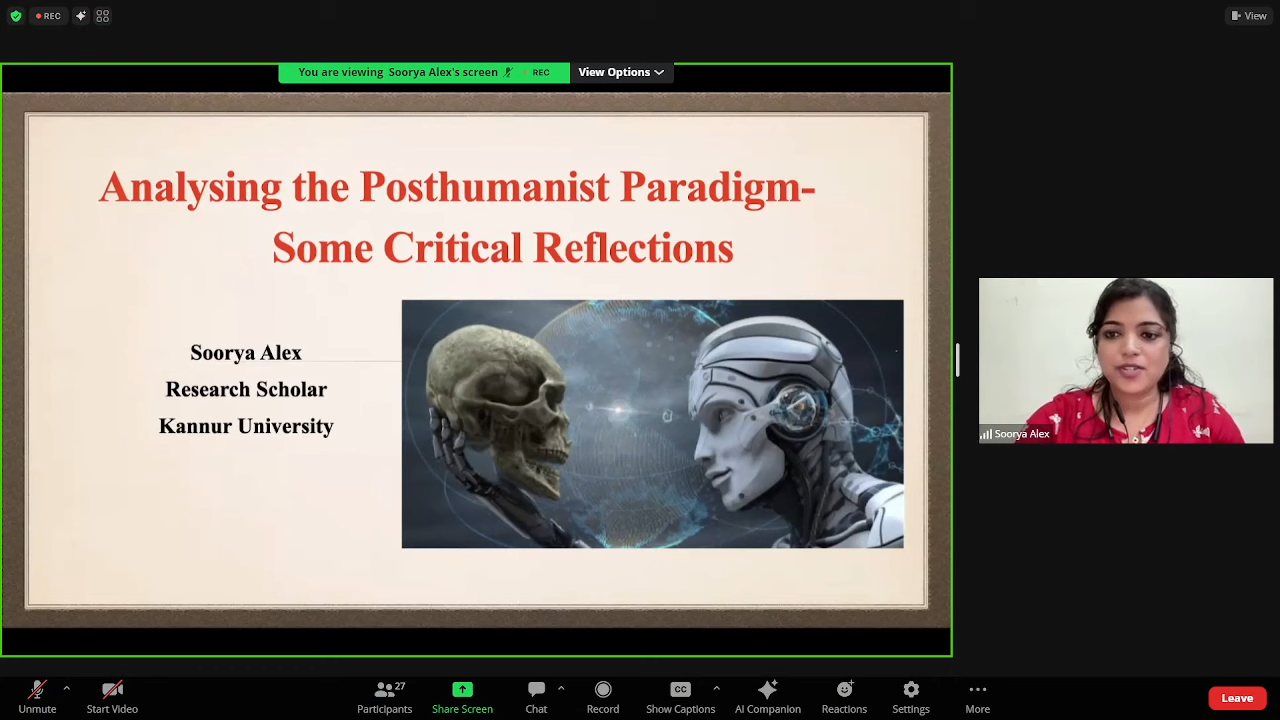 REC
View
You are viewing Soorya Alex's screen REC View Options
Analysing the Posthumanist Paradigm-
Some Critical Reflections
Soorya Alex
Research Scholar
Kannur University
Soorya Alex
27
CC
Unmute Start Video Participants Share Screen Chat Record Show Captions AI Companion Reactions Settings More Leave